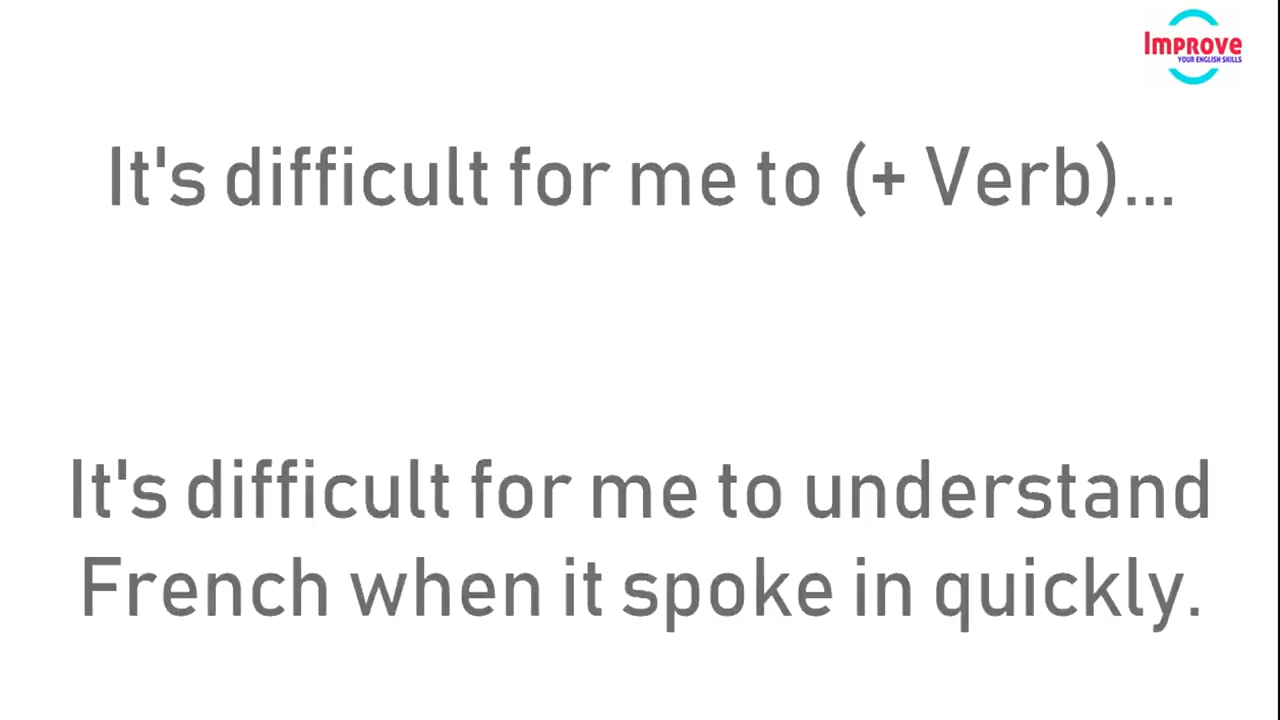 Improve
YOUR ENGLISH SKILLS
It's difficult for me to (+ Verb)...
It's difficult for me to understand
French when it spoke in quickly.